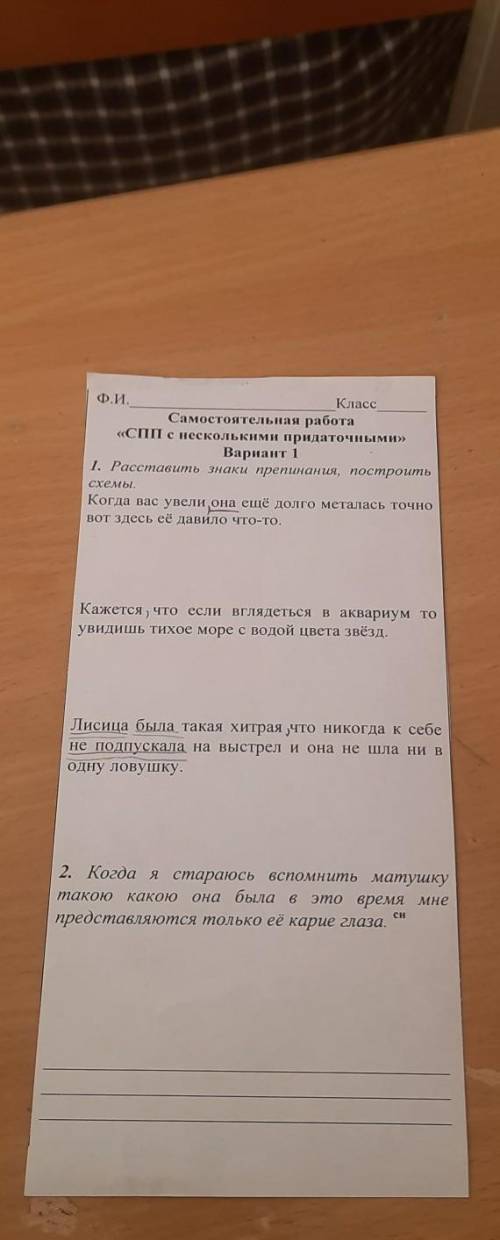 Ф.И.____________ Класс______
Самостоятельная работа
«СПП с несколькими придаточными»
Вариант 1
1. Расставить знаки препинания, построить
схемы.
Когда вас увели, она ещё долго металась точно
вот здесь её давило что-то.
Кажется, что если вглядеться в аквариум то
увидишь тихое море с водой цвета звёзд.
Лисица была такая хитрая, что никогда к себе
не подпускала на выстрел и она не шла ни в
одну ловушку.
2. Когда я стараюсь вспомнить матушку
такою какою она была в это время мне
представляются только её карие глаза. си